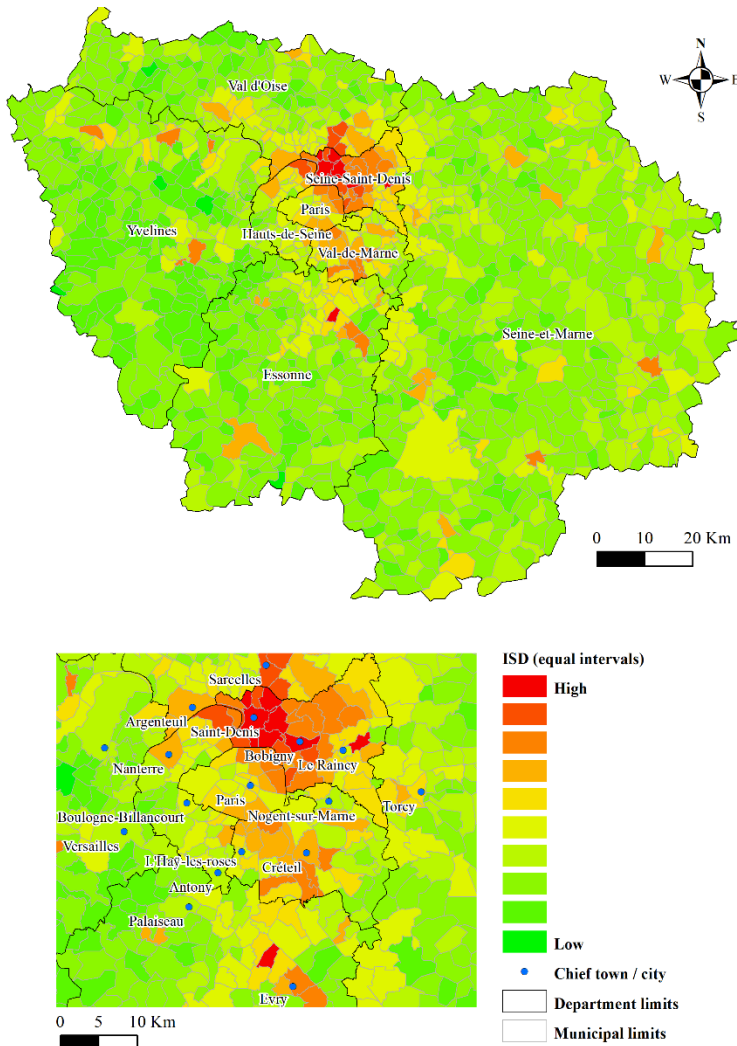 N
W E
S
Val d'Oise
Seine-Saint-Denis
Paris
Yvelines
Hauts-de-Seine
Val-de-Marne
Seine-et-Marne
Essonne
0 10 20 Km
ISD (equal intervals)
High
Low
Chief town / city
Department limits
Municipal limits
Sarcelles
Argenteuil
Saint-Denis
Bobigny
Le Raincy
Nanterre
Paris
Torcy
Boulogne-Billancourt
Nogent-sur-Marne
Versailles
L'Haÿ-les-roses
Créteil
Antony
Palaiseau
Evry
0 5 10 Km